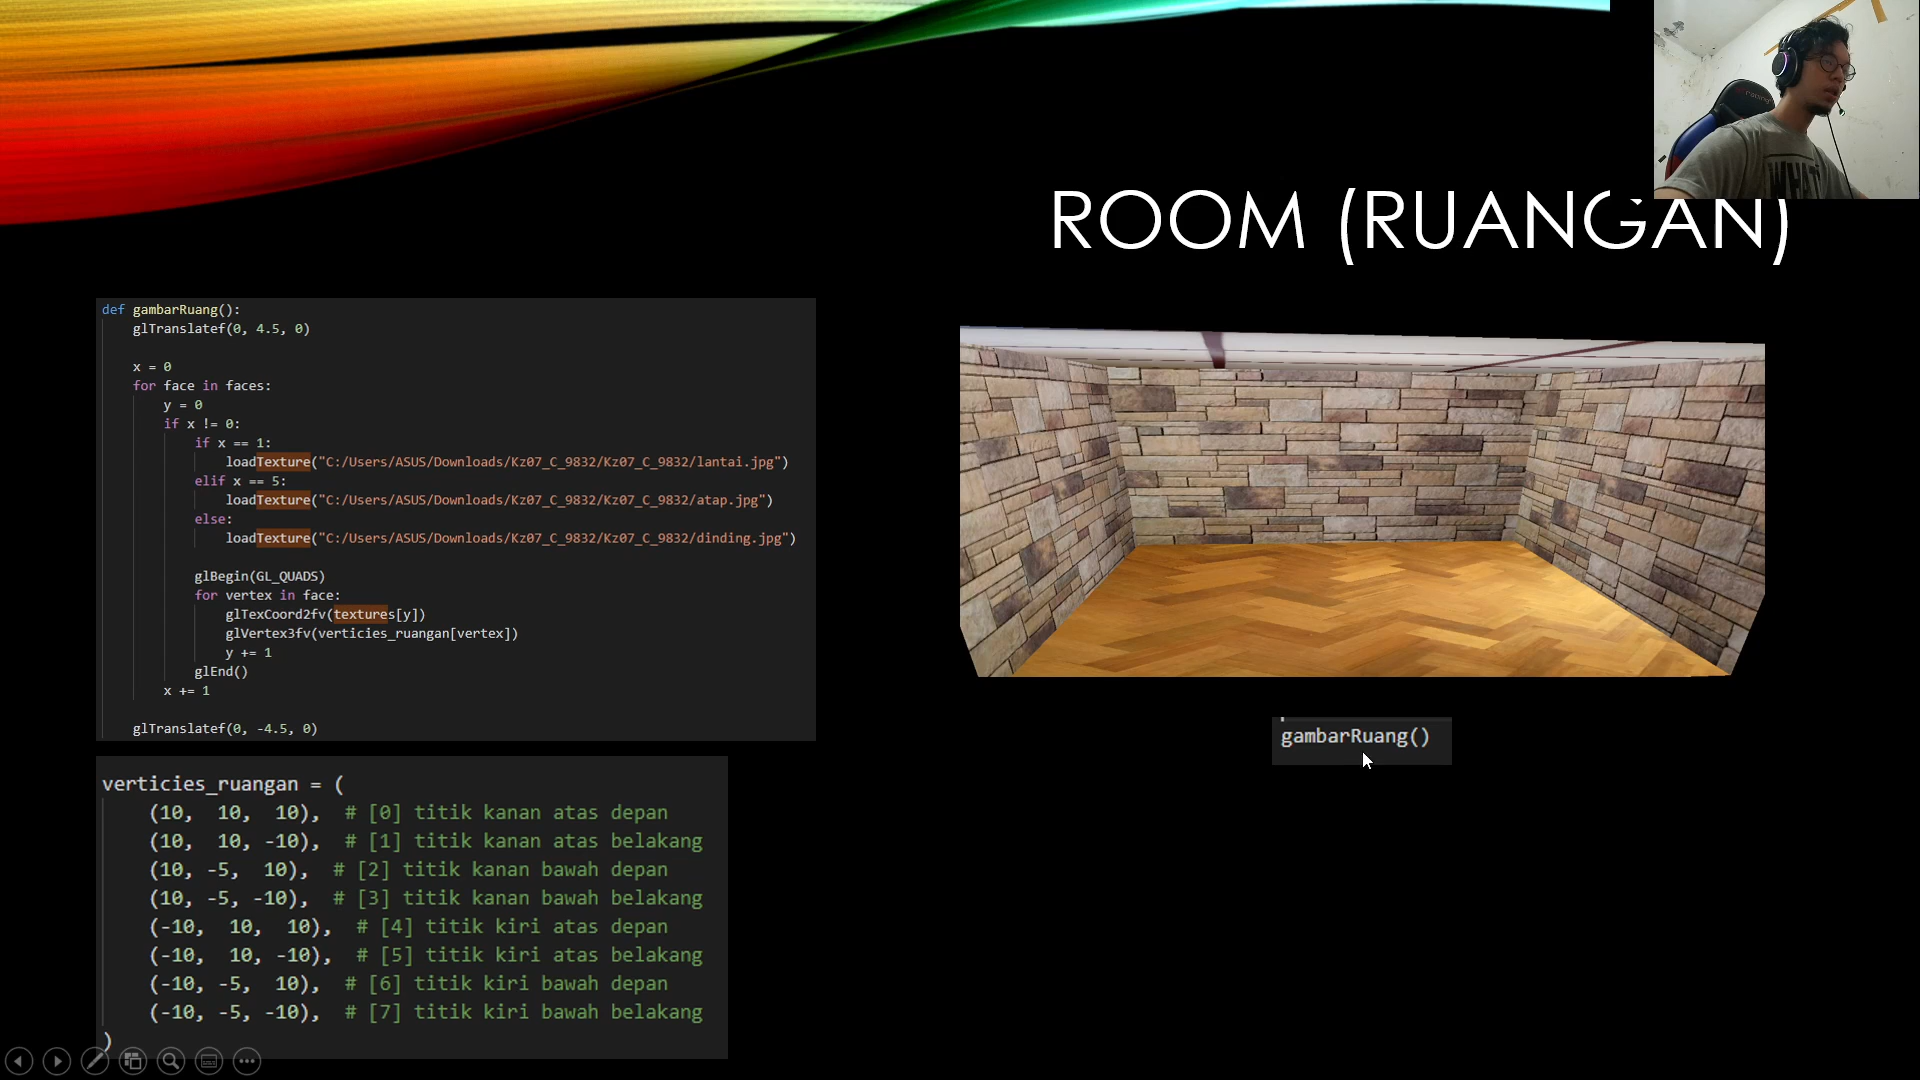 ROOM (RUANGAN)
def gambarRuang():
glTranslatef(0, 4.5, 0)
x = 0
for face in faces:
y = 0
if x != 0:
if x == 1:
loadTexture("C:/Users/ASUS/Downloads/Kz07_C_9832/Kz07_C_9832/lantai.jpg")
elif x == 5:
loadTexture("C:/Users/ASUS/Downloads/Kz07_C_9832/Kz07_C_9832/atap.jpg")
else:
loadTexture("C:/Users/ASUS/Downloads/Kz07_C_9832/Kz07_C_9832/dinding.jpg")
glBegin(GL_QUADS)
for vertex in face:
glTexCoord2fv(textures[y])
glVertex3fv(verticies_ruangan[vertex])
y += 1
glEnd()
x += 1
glTranslatef(0, -4.5, 0)
verticies_ruangan = (
(10, 10, 10), # [0] titik kanan atas depan
(10, 10, -10), # [1] titik kanan atas belakang
(10, -5, 10), # [2] titik kanan bawah depan
(10, -5, -10), # [3] titik kanan bawah belakang
(-10, 10, 10), # [4] titik kiri atas depan
(-10, 10, -10), # [5] titik kiri atas belakang
(-10, -5, 10), # [6] titik kiri bawah depan
(-10, -5, -10), # [7] titik kiri bawah belakang
)
gambarRuang()